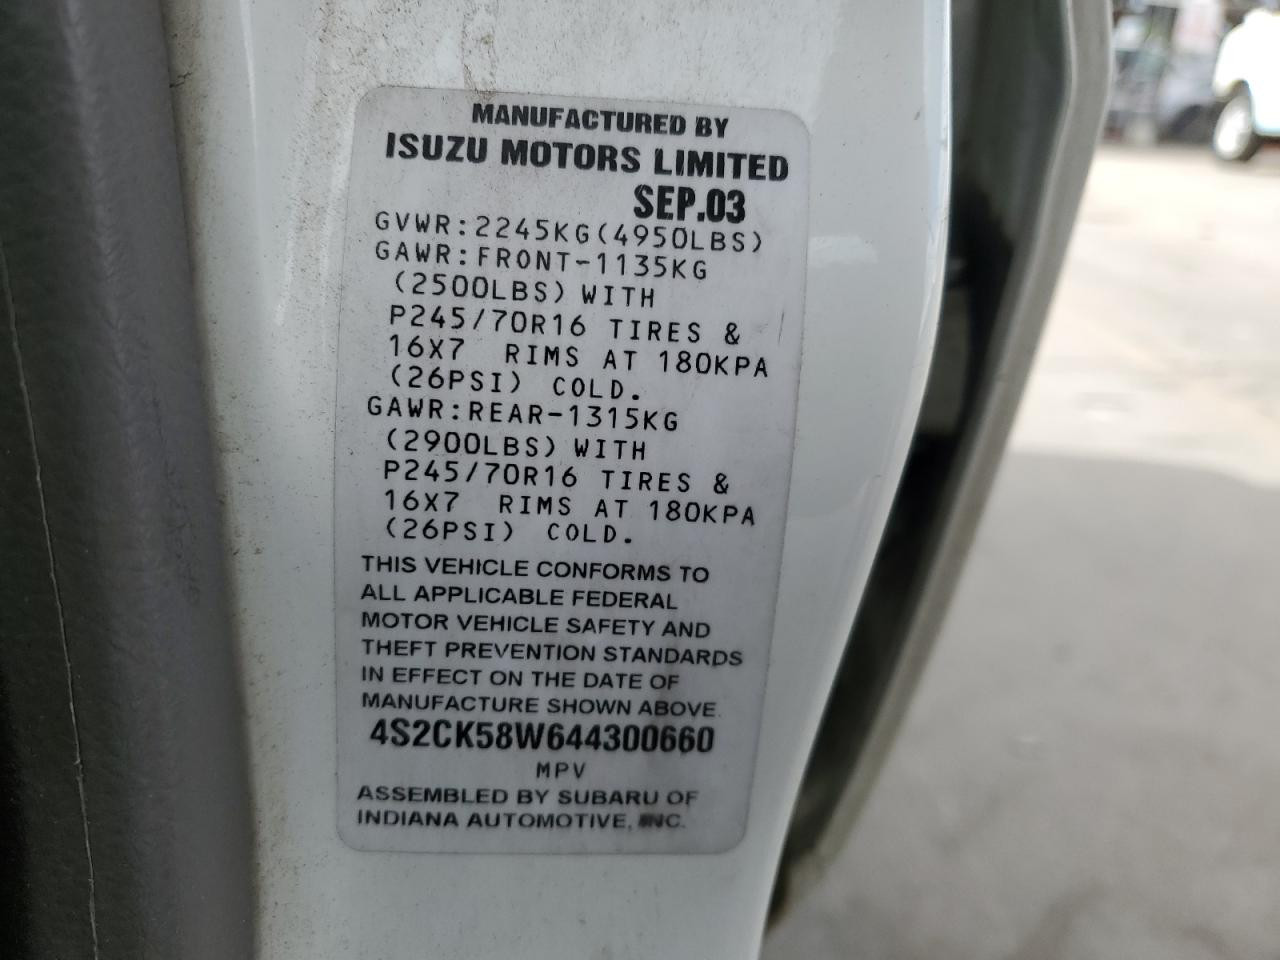 MANUFACTURED BY
ISUZU MOTORS LIMITED
SEP.03
GVWR:2245KG(4950LBS)
GAWR:FRONT-1135KG
(2500LBS) WITH
P245/70R16 TIRES &
16X7 RIMS AT 180KPA
(26PSI) COLD.
GAWR:REAR-1315KG
(2900LBS) WITH
P245/70R16 TIRES &
16X7 RIMS AT 180KPA
(26PSI) COLD.
THIS VEHICLE CONFORMS TO
ALL APPLICABLE FEDERAL
MOTOR VEHICLE SAFETY AND
THEFT PREVENTION STANDARDS
IN EFFECT ON THE DATE OF
MANUFACTURE SHOWN ABOVE.
4S2CK58W644300660
MPV
ASSEMBLED BY SUBARU OF
INDIANA AUTOMOTIVE, INC.